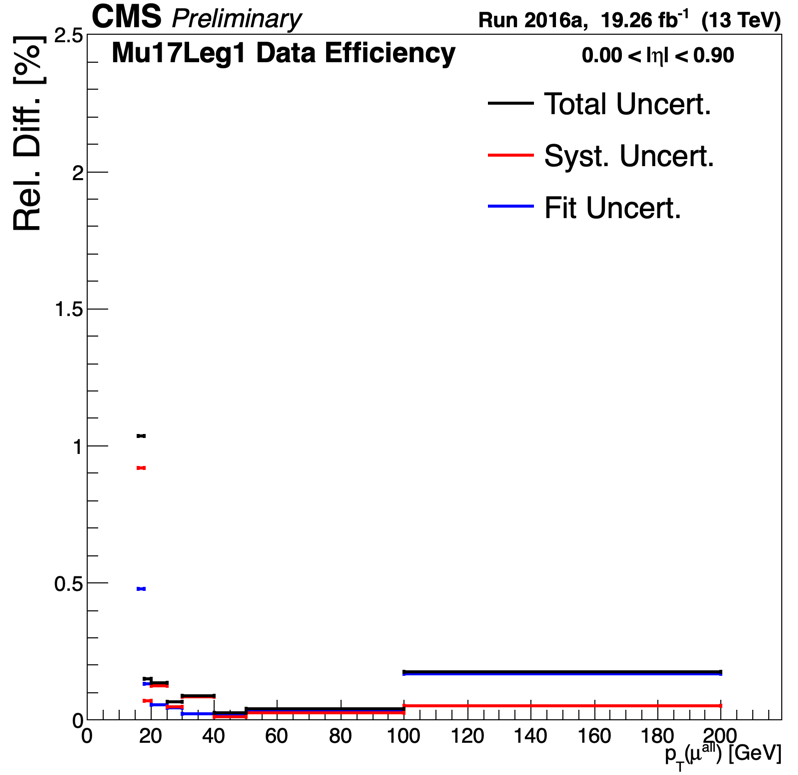 CMS Preliminary
Run 2016a, 19.26 fb⁻¹ (13 TeV)
Mu17Leg1 Data Efficiency
0.00 < |η| < 0.90
Total Uncert.
Syst. Uncert.
Fit Uncert.
Rel. Diff. [%]
2.5
2
1.5
1
0.5
0
0 20 40 60 80 100 120 140 160 180 200
p_T(μ^all) [GeV]